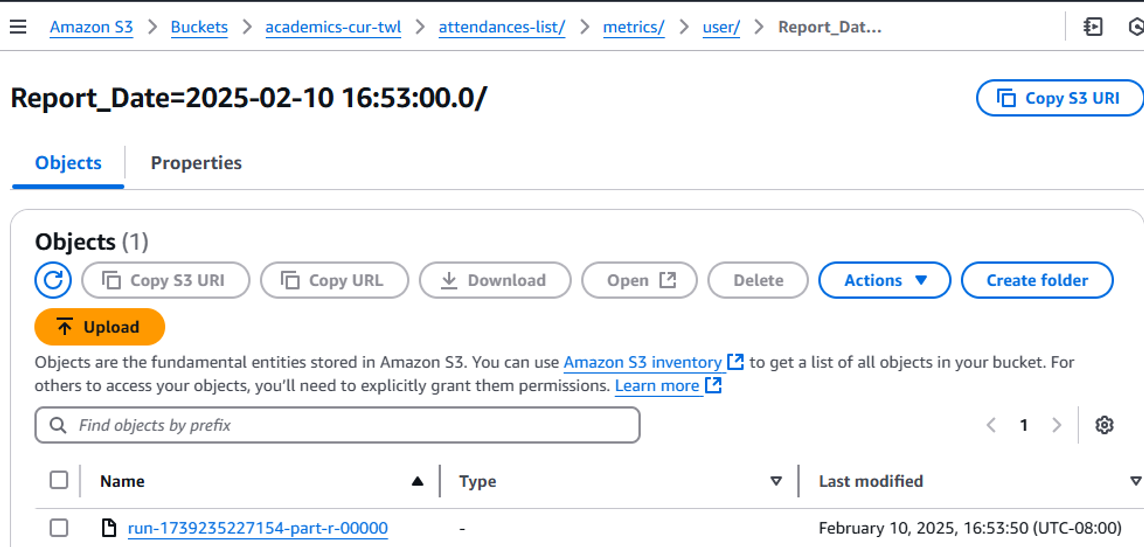 Amazon S3 > Buckets > academics-cur-twl > attendances-list/ > metrics/ > user/ > Report_Dat...
Report_Date=2025-02-10 16:53:00.0/
Copy S3 URI
Objects
Properties
Objects (1)
Copy S3 URI
Copy URL
Download
Open
Delete
Actions
Create folder
Upload
Objects are the fundamental entities stored in Amazon S3. You can use Amazon S3 inventory to get a list of all objects in your bucket. For
others to access your objects, you'll need to explicitly grant them permissions. Learn more
Find objects by prefix
1
Name
Type
Last modified
run-1739235227154-part-r-00000
-
February 10, 2025, 16:53:50 (UTC-08:00)